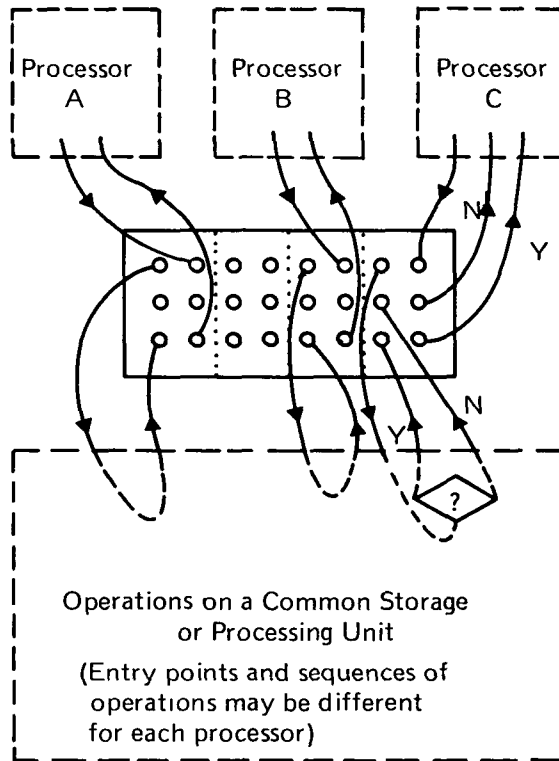 Processor
A
Processor
B
Processor
C
N
Y
N
Y
?
Operations on a Common Storage
or Processing Unit
(Entry points and sequences of
operations may be different
for each processor)